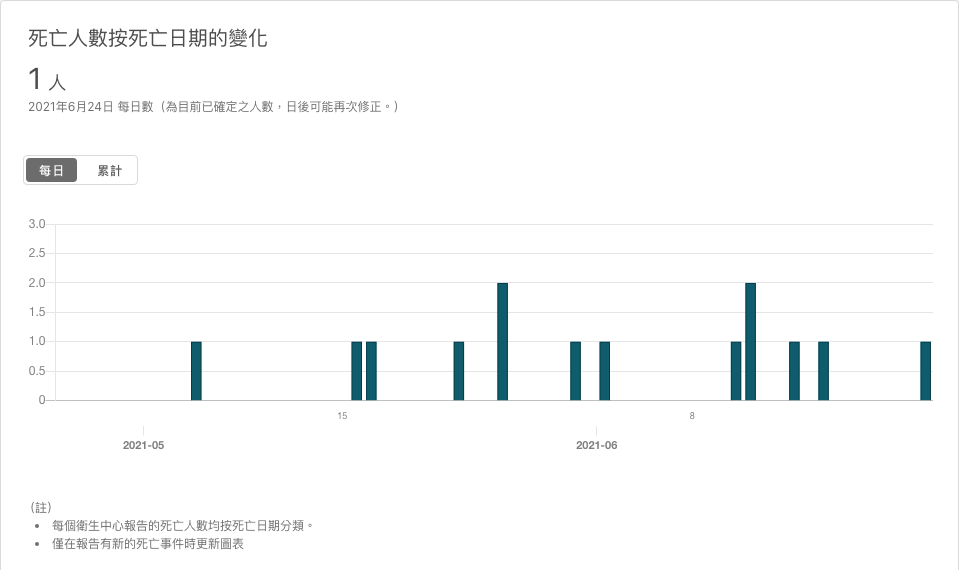 死亡人數按死亡日期的變化
1 人
2021年6月24日 每日數（為目前已確定之人數，日後可能再次修正。）
每日
累計
3.0
2.5
2.0
1.5
1.0
0.5
0
15
8
2021-05
2021-06
（註）
• 每個衛生中心報告的死亡人數均按死亡日期分類。
• 僅在報告有新的死亡事件時更新圖表